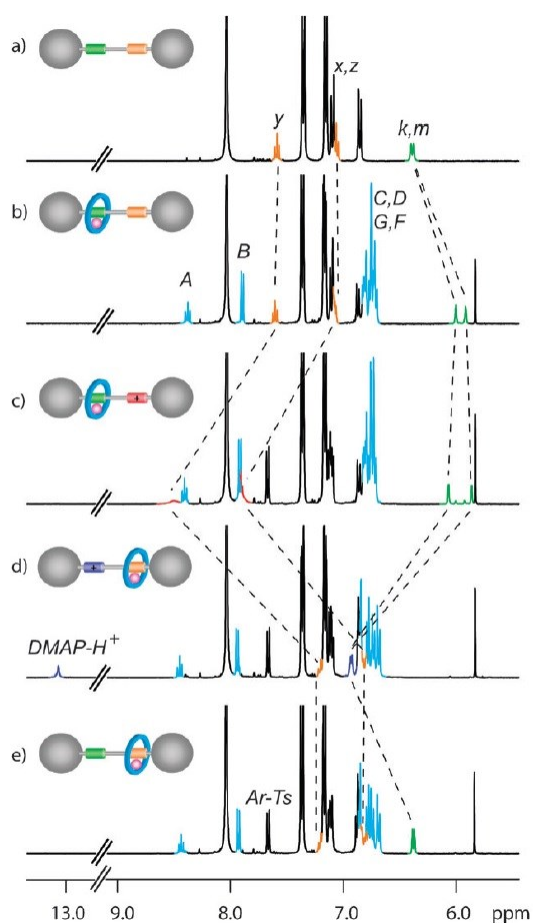 a)
x,z
y
k,m
b)
C,D
G,F
B
A
c)
+
d)
+
DMAP-H+
e)
Ar-Ts
13.0 9.0 8.0 7.0 6.0 ppm